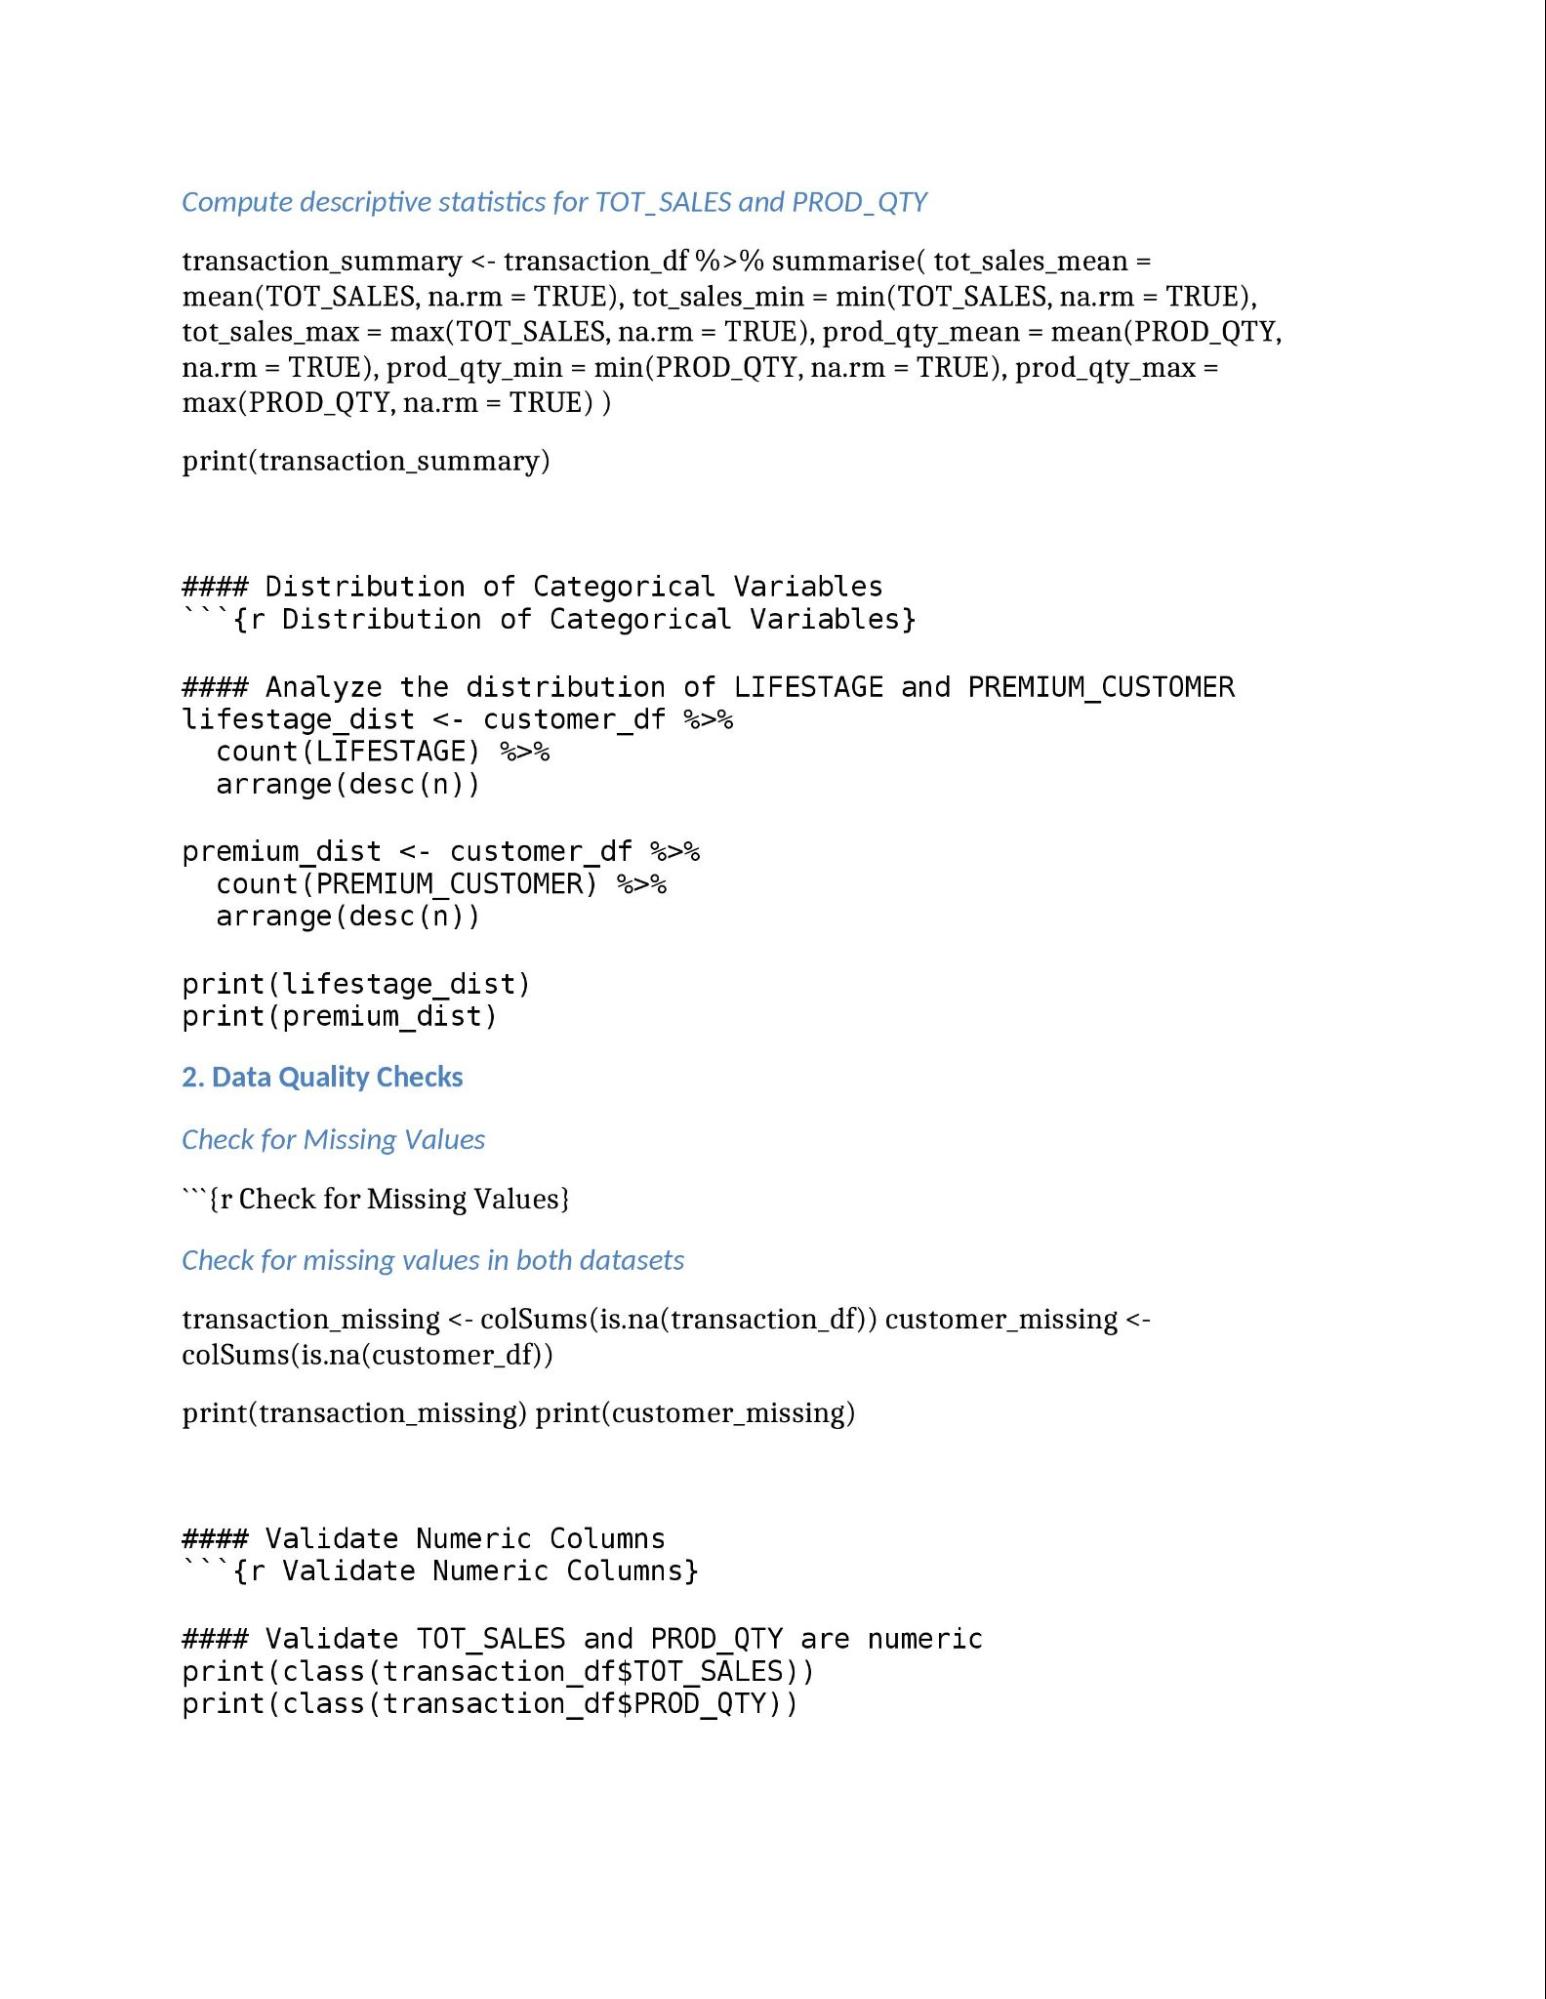 Compute descriptive statistics for TOT_SALES and PROD_QTY
transaction_summary <- transaction_df %>% summarise( tot_sales_mean =
mean(TOT_SALES, na.rm = TRUE), tot_sales_min = min(TOT_SALES, na.rm = TRUE),
tot_sales_max = max(TOT_SALES, na.rm = TRUE), prod_qty_mean = mean(PROD_QTY,
na.rm = TRUE), prod_qty_min = min(PROD_QTY, na.rm = TRUE), prod_qty_max =
max(PROD_QTY, na.rm = TRUE) )
print(transaction_summary)
#### Distribution of Categorical Variables
```{r Distribution of Categorical Variables}
#### Analyze the distribution of LIFESTAGE and PREMIUM_CUSTOMER
lifestage_dist <- customer_df %>%
  count(LIFESTAGE) %>%
  arrange(desc(n))
premium_dist <- customer_df %>%
  count(PREMIUM_CUSTOMER) %>%
  arrange(desc(n))
print(lifestage_dist)
print(premium_dist)
2. Data Quality Checks
Check for Missing Values
```{r Check for Missing Values}
Check for missing values in both datasets
transaction_missing <- colSums(is.na(transaction_df)) customer_missing <-
colSums(is.na(customer_df))
print(transaction_missing) print(customer_missing)
#### Validate Numeric Columns
```{r Validate Numeric Columns}
#### Validate TOT_SALES and PROD_QTY are numeric
print(class(transaction_df$TOT_SALES))
print(class(transaction_df$PROD_QTY))